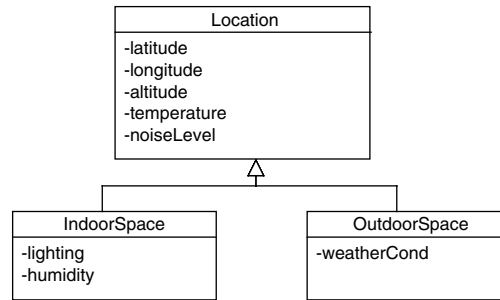 Location
-latitude
-longitude
-altitude
-temperature
-noiseLevel
IndoorSpace
-lighting
-humidity
OutdoorSpace
-weatherCond